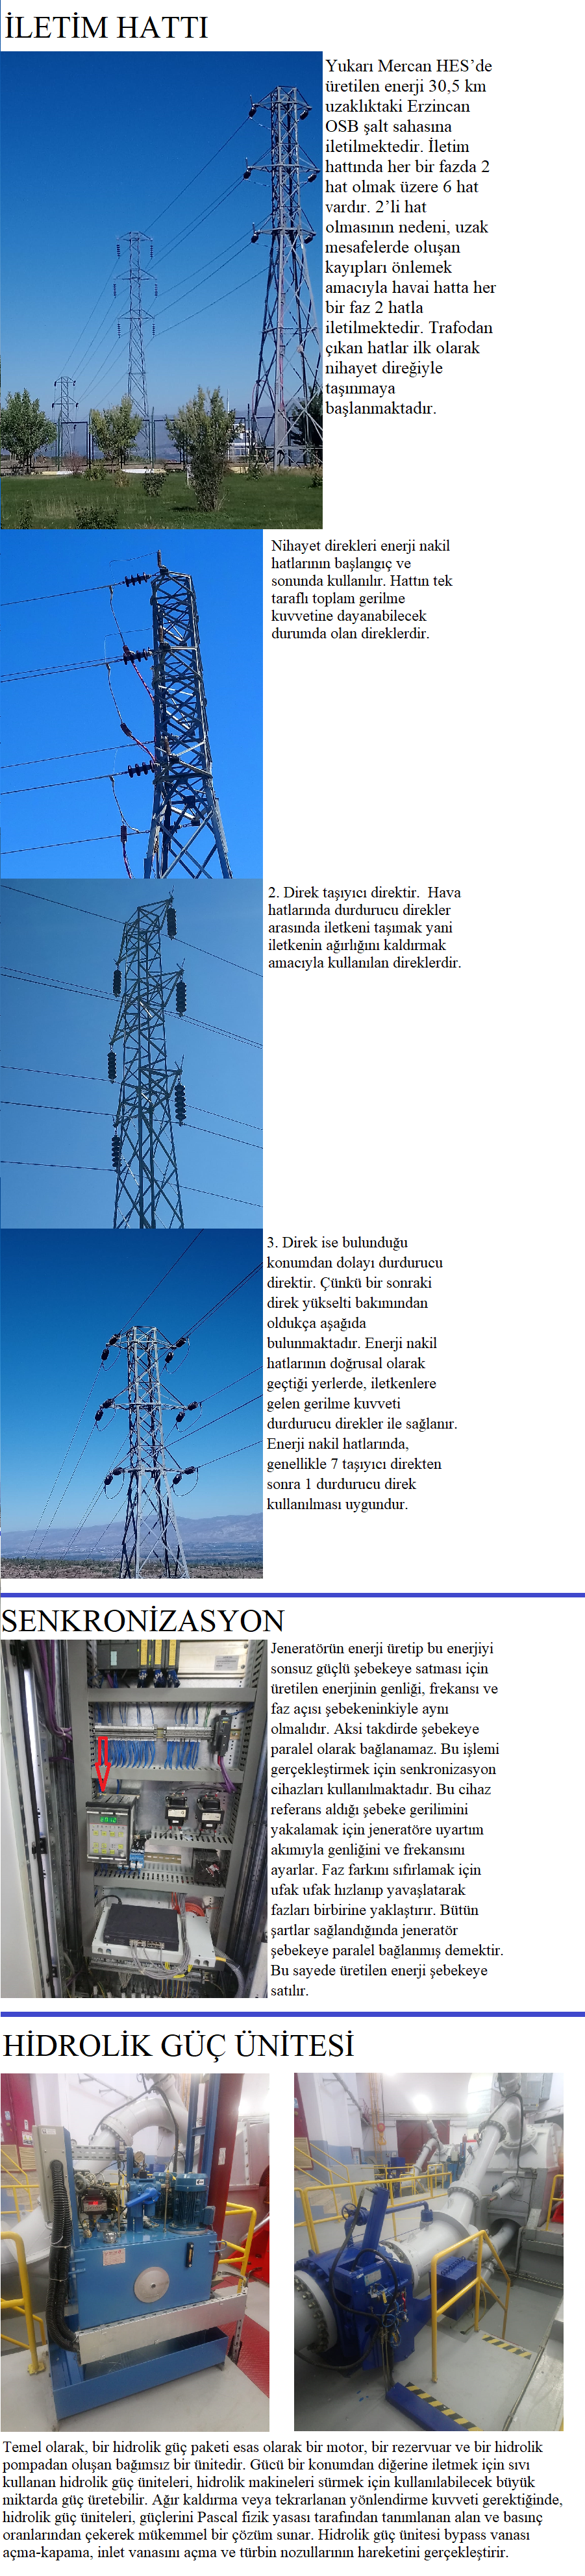 İLETİM HATTI
Yukarı Mercan HES’de
üretilen enerji 30,5 km
uzaklıktaki Erzincan
OSB şalt sahasına
iletilmektedir. İletim
hattında her bir fazda 2
hat olmak üzere 6 hat
vardır. 2’li hat
olmasının nedeni, uzak
mesafelerde oluşan
kayıpları önlemek
amacıyla havai hatta her
bir faz 2 hatla
iletilmektedir. Trafodan
çıkan hatlar ilk olarak
nihayet direğiyle
taşınmaya
başlanmaktadır.
Nihayet direkleri enerji nakil
hatlarının başlangıç ve
sonunda kullanılır. Hattın tek
taraflı toplam gerilme
kuvvetine dayanabilecek
durumda olan direklerdir.
2. Direk taşıyıcı direktir. Hava
hatlarında durdurucu direkler
arasında iletkeni taşımak yani
iletkenin ağırlığını kaldırmak
amacıyla kullanılan direklerdir.
3. Direk ise bulunduğu
konumdan dolayı durdurucu
direktir. Çünkü bir sonraki
direk yükselti bakımından
oldukça aşağıda
bulunmaktadır. Enerji nakil
hatlarının doğrusal olarak
geçtiği yerlerde, iletkenlere
gelen gerilme kuvveti
durdurucu direkler ile sağlanır.
Enerji nakil hatlarında,
genellikle 7 taşıyıcı direkten
sonra 1 durdurucu direk
kullanılması uygundur.
SENKRONİZASYON
Jeneratörün enerji üretip bu enerjiyi
sonsuz güçlü şebekeye satması için
üretilen enerjinin genliği, frekansı ve
faz açısı şebekeninkiyle aynı
olmalıdır. Aksi takdirde şebekeye
paralel olarak bağlanamaz. Bu işlemi
gerçekleştirmek için senkronizasyon
cihazları kullanılmaktadır. Bu cihaz
referans aldığı şebeke gerilimini
yakalamak için jeneratöre uyartım
akımıyla genliğini ve frekansını
ayarlar. Faz farkını sıfırlamak için
ufak ufak hızlanıp yavaşlatarak
fazları birbirine yaklaştırır. Bütün
şartlar sağlandığında jeneratör
şebekeye paralel bağlanmış demektir.
Bu sayede üretilen enerji şebekeye
satılır.
HİDROLİK GÜÇ ÜNİTESİ
Temel olarak, bir hidrolik güç paketi esas olarak bir motor, bir rezervuar ve bir hidrolik
pompadan oluşan bağımsız bir ünitedir. Gücü bir konumdan diğerine iletmek için sıvı
kullanan hidrolik güç üniteleri, hidrolik makineleri sürmek için kullanılabilecek büyük
miktarda güç üretebilir. Ağır kaldırma veya tekrarlanan yönlendirme kuvveti gerektiğinde,
hidrolik güç üniteleri, güçlerini Pascal fizik yasası tarafından tanımlanan alan ve basınç
oranlarından çekerek mükemmel bir çözüm sunar. Hidrolik güç ünitesi bypass vanası
açma-kapama, inlet vanasını açma ve türbin nozullarının hareketini gerçekleştirir.